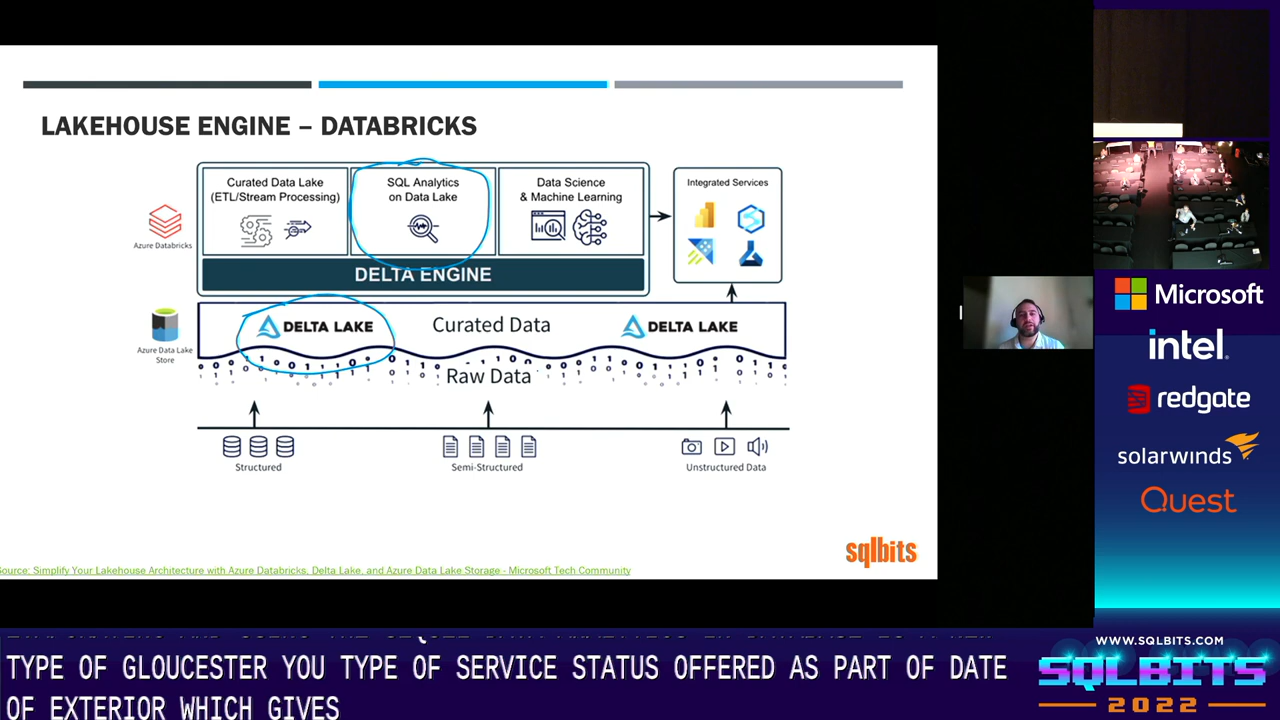 LAKEHOUSE ENGINE – DATABRICKS
Curated Data Lake
(ETL/Stream Processing)
SQL Analytics
on Data Lake
Data Science
& Machine Learning
Integrated Services
Azure Databricks
DELTA ENGINE
Azure Data Lake
Store
DELTA LAKE
Curated Data
DELTA LAKE
Raw Data
Structured
Semi-Structured
Unstructured Data
sqlbits
Source: Simplify Your Lakehouse Architecture with Azure Databricks, Delta Lake, and Azure Data Lake Storage - Microsoft Tech Community
Microsoft
intel.
redgate
solarwinds
Quest
TYPE OF GLOUCESTER YOU TYPE OF SERVICE STATUS OFFERED AS PART OF DATE
OF EXTERIOR WHICH GIVES
WWW.SQLBITS.COM
SQLBITS
2022